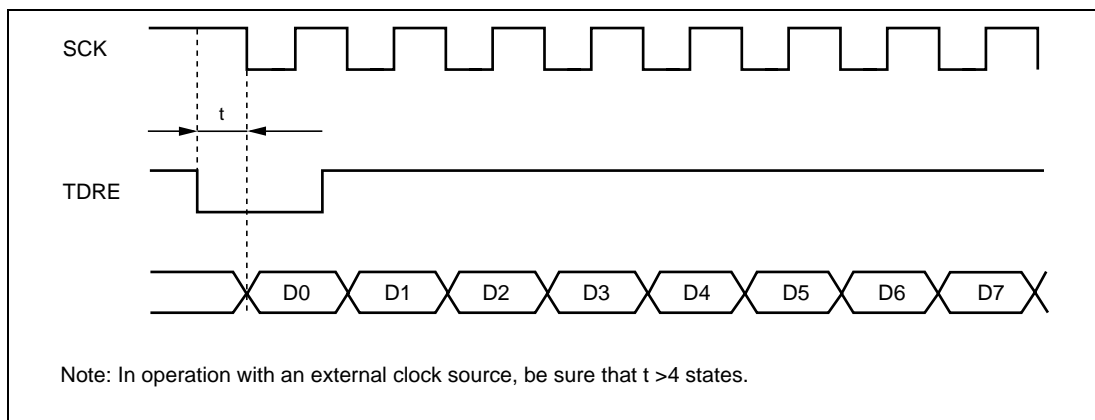 SCK
t
TDRE
D0 D1 D2 D3 D4 D5 D6 D7
Note: In operation with an external clock source, be sure that t >4 states.